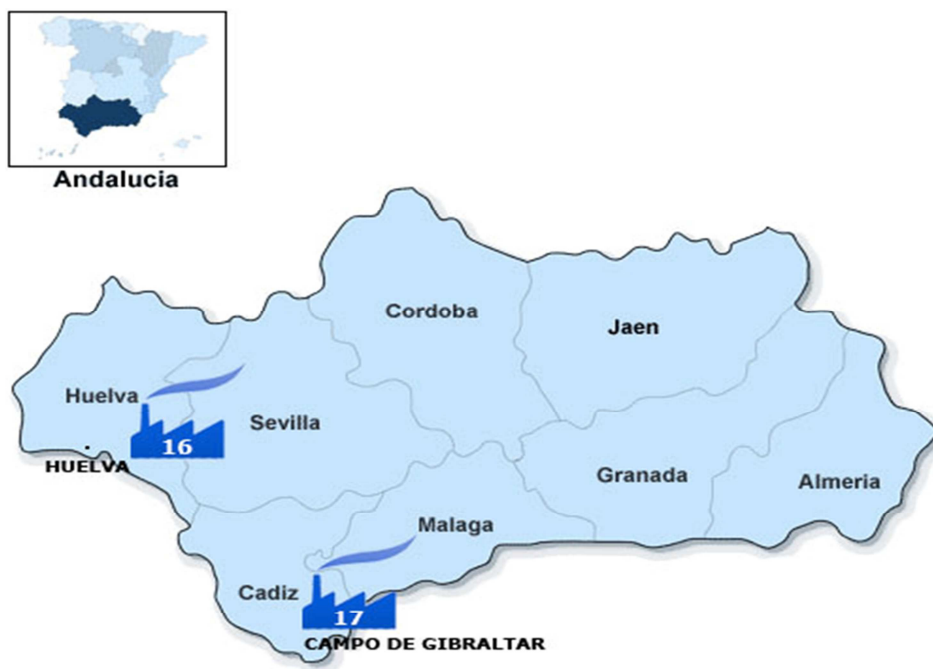 Andalucia
Cordoba
Jaen
Huelva
Sevilla
16
HUELVA
Granada
Almeria
Malaga
Cadiz
17
CAMPO DE GIBRALTAR